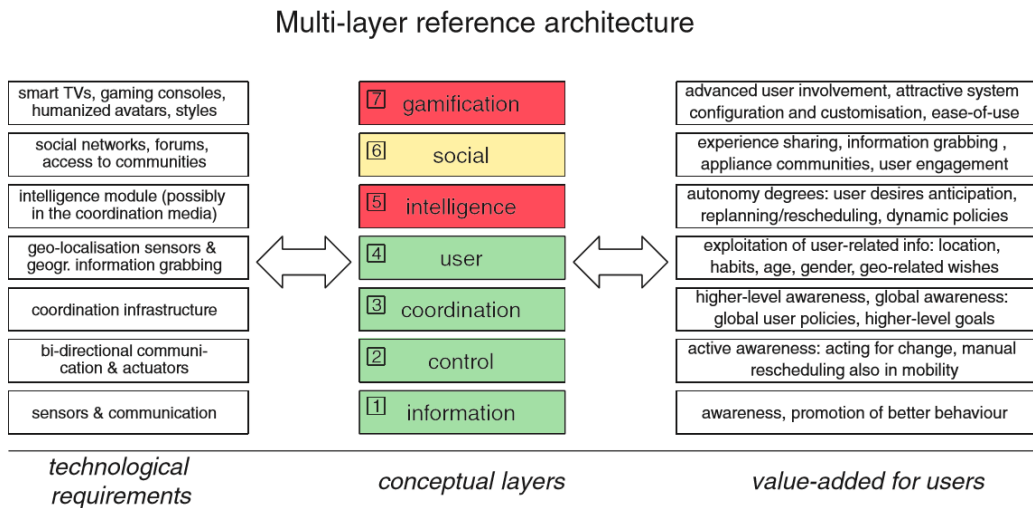 Multi-layer reference architecture
smart TVs, gaming consoles,
humanized avatars, styles
7 gamification
advanced user involvement, attractive system
configuration and customisation, ease-of-use
social networks, forums,
access to communities
6 social
experience sharing, information grabbing ,
appliance communities, user engagement
intelligence module (possibly
in the coordination media)
5 intelligence
autonomy degrees: user desires anticipation,
replanning/rescheduling, dynamic policies
geo-localisation sensors &
geogr. information grabbing
4 user
exploitation of user-related info: location,
habits, age, gender, geo-related wishes
coordination infrastructure
3 coordination
higher-level awareness, global awareness:
global user policies, higher-level goals
bi-directional communi-
cation & actuators
2 control
active awareness: acting for change, manual
rescheduling also in mobility
sensors & communication
1 information
awareness, promotion of better behaviour
technological
requirements
conceptual layers
value-added for users